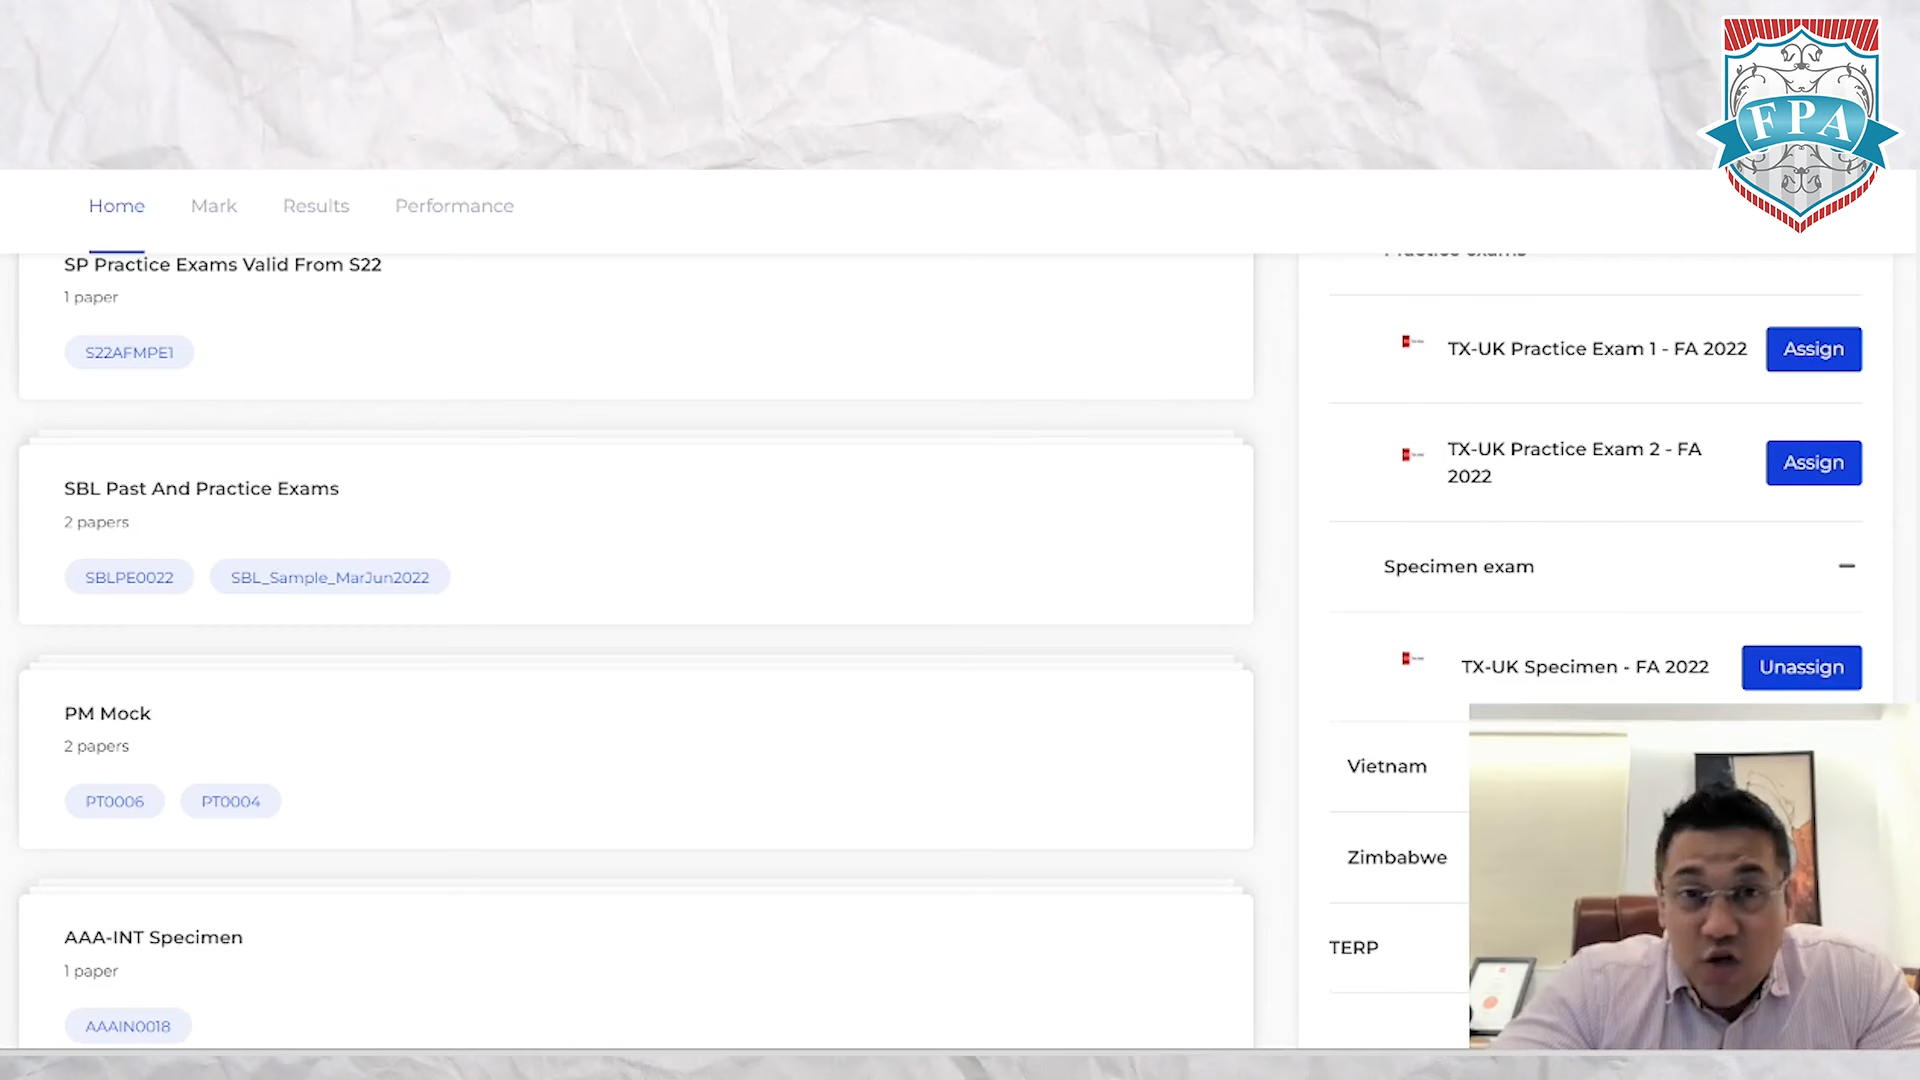 FPA
Home Mark Results Performance
SP Practice Exams Valid From S22
1 paper
S22AFMPE1
SBL Past And Practice Exams
2 papers
SBLPE0022 SBL_Sample_MarJun2022
PM Mock
2 papers
PT0006 PT0004
AAA-INT Specimen
1 paper
AAAIN0018
Practice exams
TX-UK Practice Exam 1 - FA 2022 Assign
TX-UK Practice Exam 2 - FA
2022
Assign
Specimen exam
TX-UK Specimen - FA 2022 Unassign
Vietnam
Zimbabwe
TERP